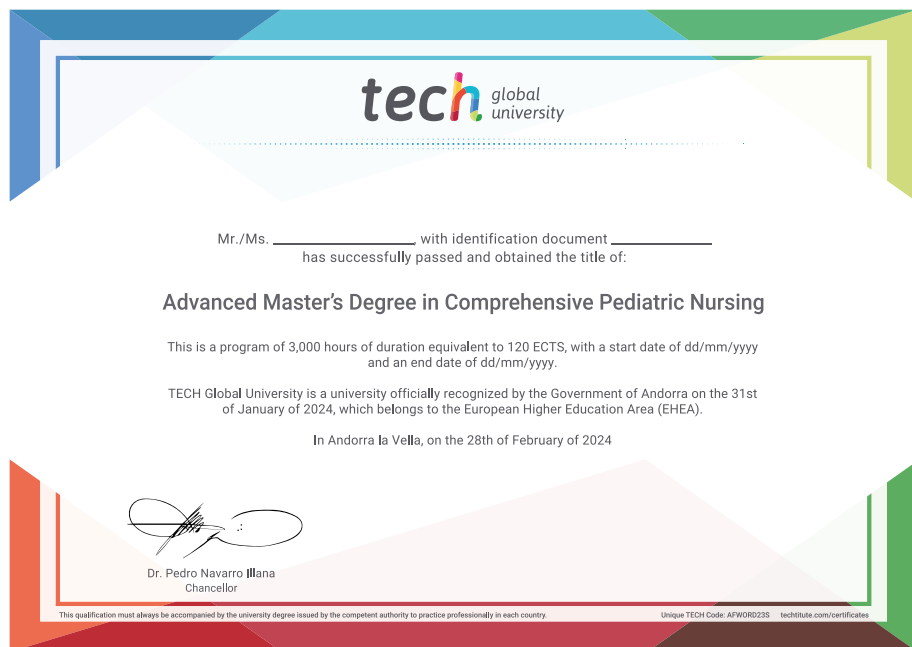 tech global
university
Mr./Ms. ________________, with identification document ____________
has successfully passed and obtained the title of:
Advanced Master's Degree in Comprehensive Pediatric Nursing
This is a program of 3,000 hours of duration equivalent to 120 ECTS, with a start date of dd/mm/yyyy
and an end date of dd/mm/yyyy.
TECH Global University is a university officially recognized by the Government of Andorra on the 31st
of January of 2024, which belongs to the European Higher Education Area (EHEA).
In Andorra la Vella, on the 28th of February of 2024
Dr. Pedro Navarro Illana
Chancellor
This qualification must always be accompanied by the university degree issued by the competent authority to practice professionally in each country.
Unique TECH Code: AFWORD23S techtitute.com/certificates